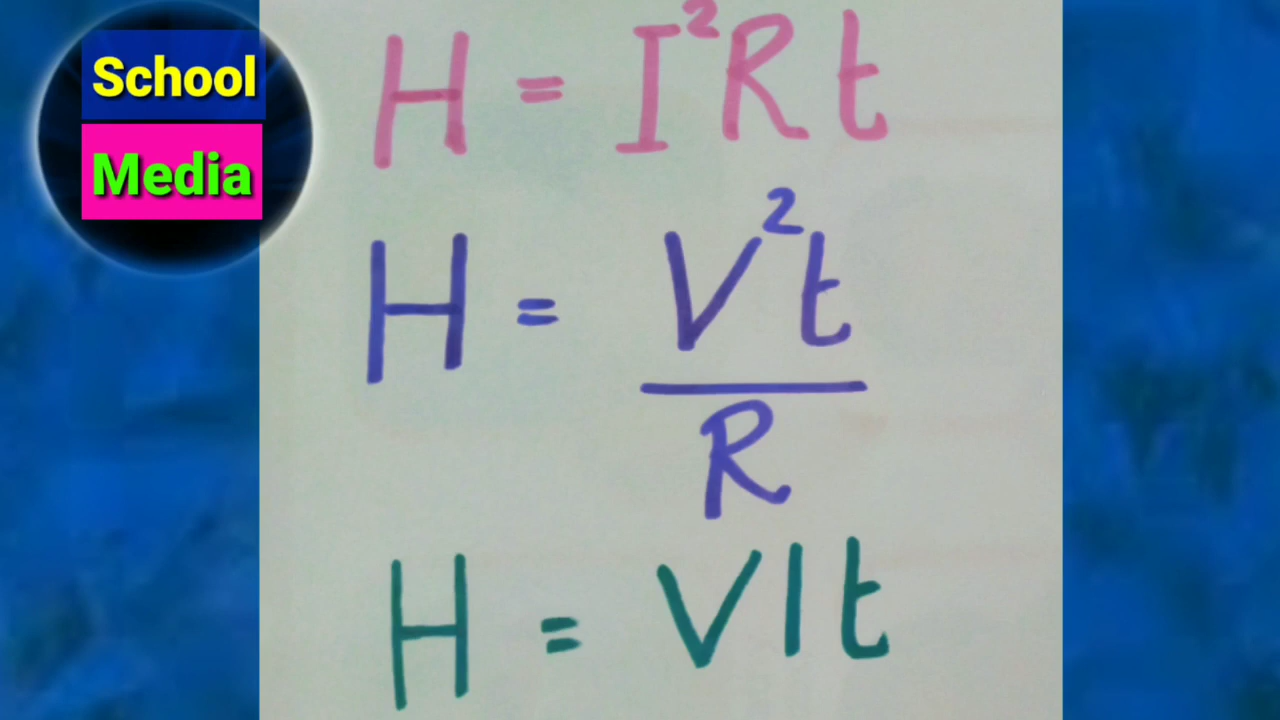 School
Media
H = I²Rt
H = V²t
R
H = VIt